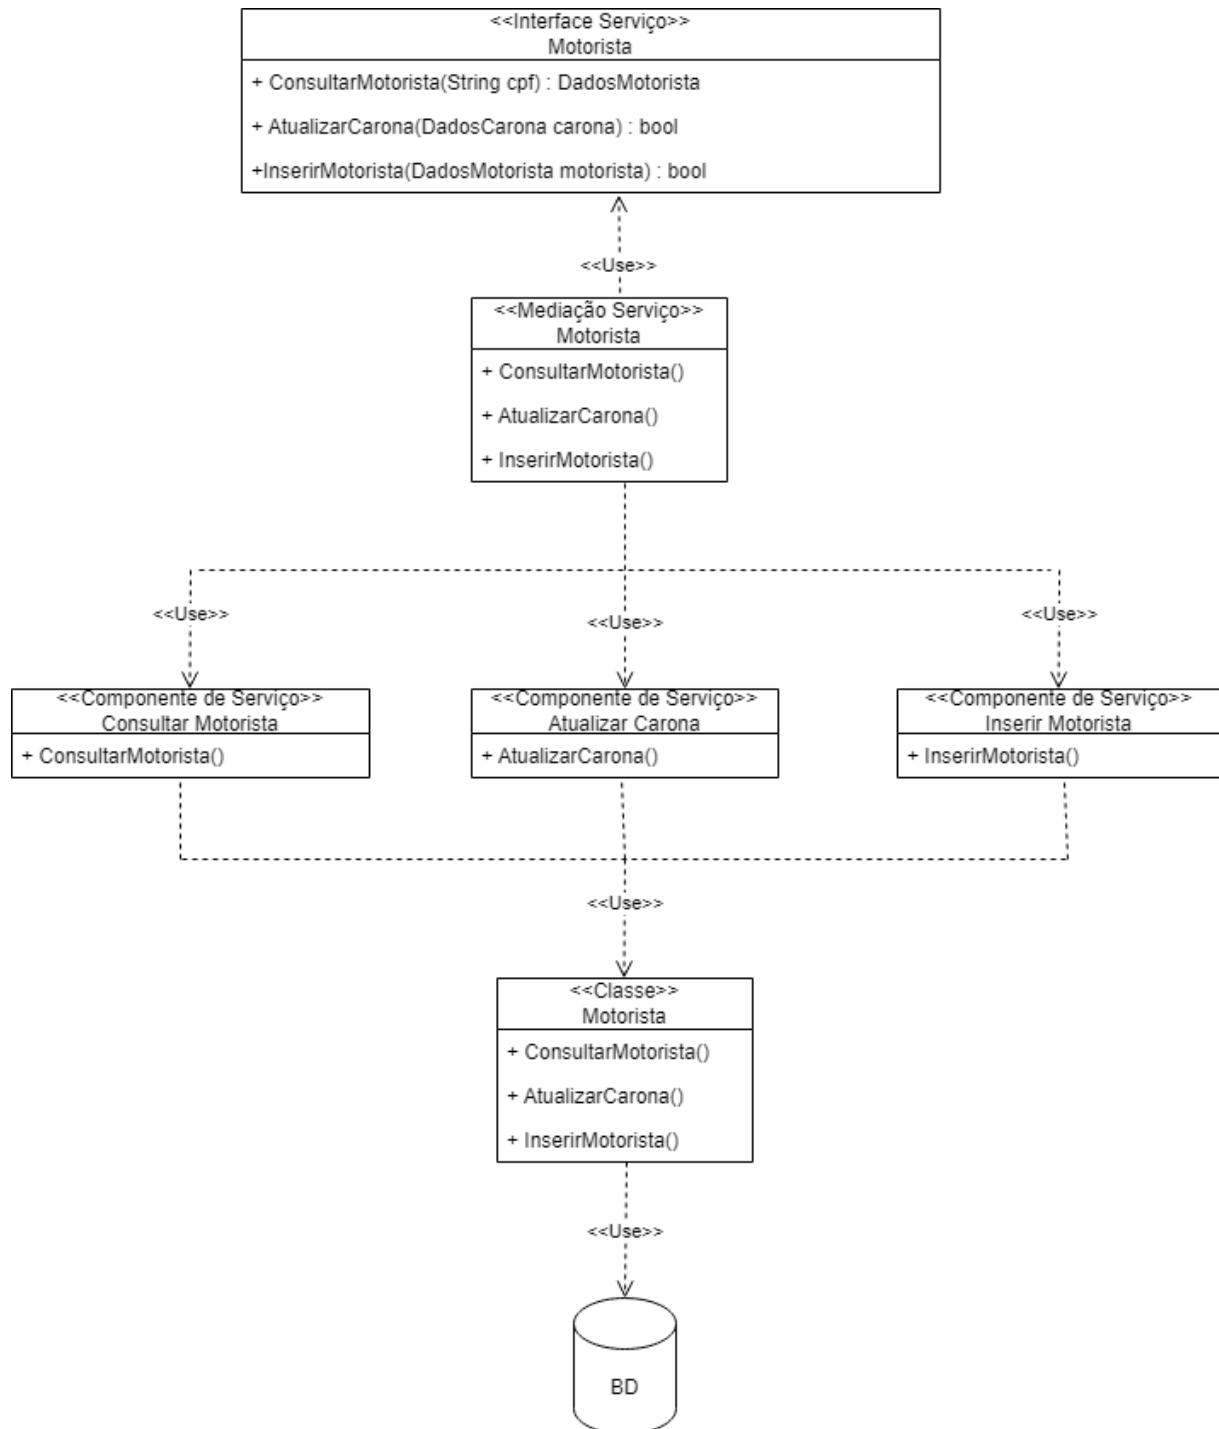 <<Interface Serviço>>
Motorista
+ ConsultarMotorista(String cpf) : DadosMotorista
+ AtualizarCarona(DadosCarona carona) : bool
+InserirMotorista(DadosMotorista motorista) : bool
<<Use>>
<<Mediação Serviço>>
Motorista
+ ConsultarMotorista()
+ AtualizarCarona()
+ InserirMotorista()
<<Use>>
<<Use>>
<<Use>>
<<Componente de Serviço>>
Consultar Motorista
+ ConsultarMotorista()
<<Componente de Serviço>>
Atualizar Carona
+ AtualizarCarona()
<<Componente de Serviço>>
Inserir Motorista
+ InserirMotorista()
<<Use>>
<<Classe>>
Motorista
+ ConsultarMotorista()
+ AtualizarCarona()
+ InserirMotorista()
<<Use>>
BD